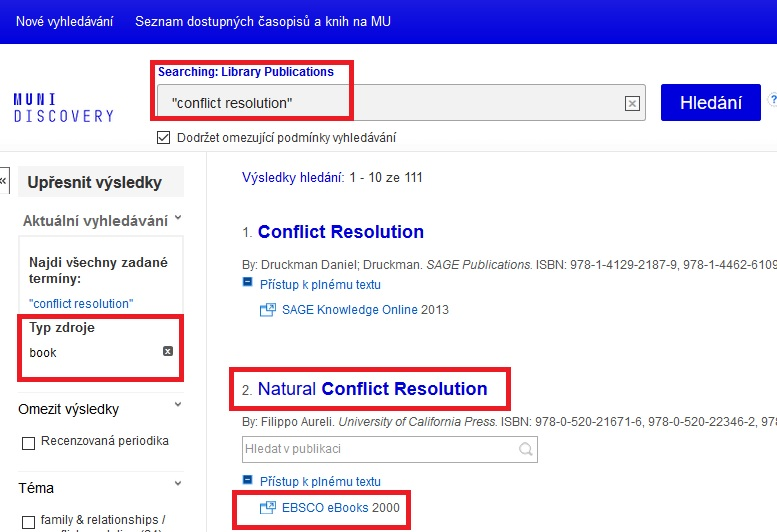 Nové vyhledávání Seznam dostupných časopisů a knih na MU
Searching: Library Publications
MUNI
DISCOVERY
"conflict resolution"
Hledání
?
Dodržet omezující podmínky vyhledávání
«
Upřesnit výsledky
Aktuální vyhledávání
Najdi všechny zadané
termíny:
"conflict resolution"
Typ zdroje
book
Omezit výsledky
Recenzovaná periodika
Téma
family & relationships /
Výsledky hledání: 1 - 10 ze 111
1. Conflict Resolution
By: Druckman Daniel; Druckman. SAGE Publications. ISBN: 978-1-4129-2187-9, 978-1-4462-6109
Přístup k plnému textu
SAGE Knowledge Online 2013
2. Natural Conflict Resolution
By: Filippo Aureli. University of California Press. ISBN: 978-0-520-21671-6, 978-0-520-22346-2, 978
Hledat v publikaci
Přístup k plnému textu
EBSCO eBooks 2000